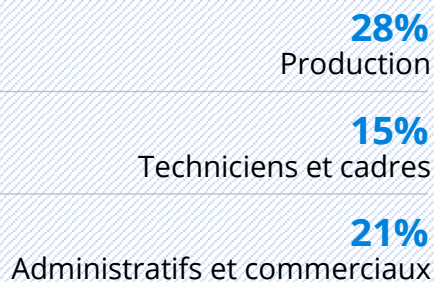 28%
Production
15%
Techniciens et cadres
21%
Administratifs et commerciaux